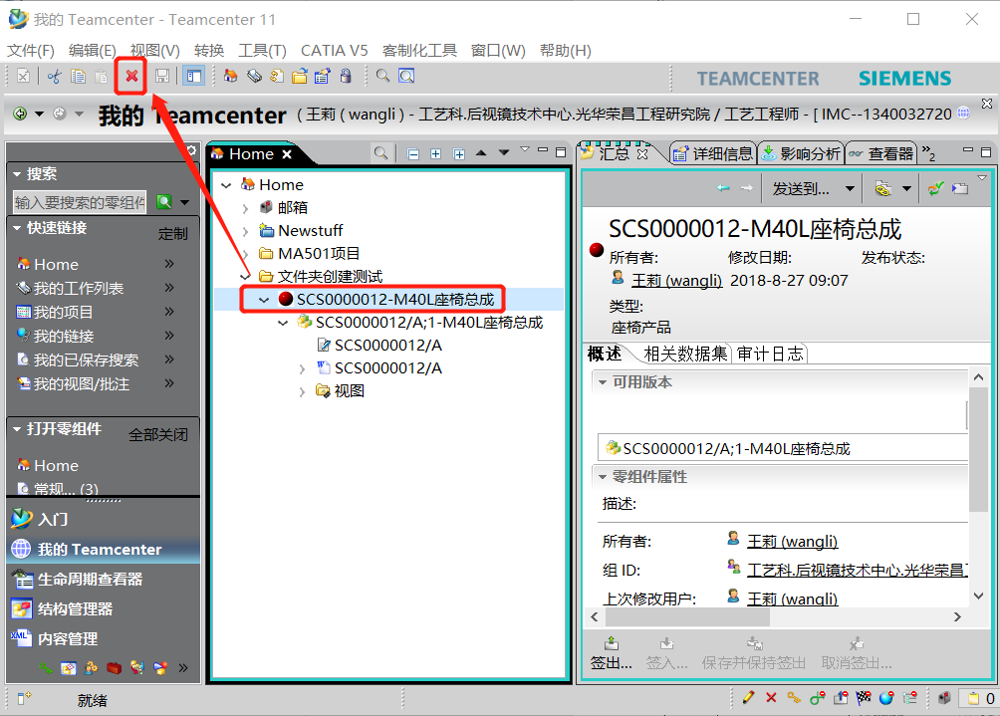 我的 Teamcenter - Teamcenter 11
文件(F) 编辑(E) 视图(V) 转换 工具(T) CATIA V5 客制化工具 窗口(W) 帮助(H)
TEAMCENTER SIEMENS
我的 Teamcenter ( 王莉 ( wangli ) - 工艺科.后视镜技术中心.光华荣昌工程研究院 / 工艺工程师 - [ IMC--1340032720
搜索
输入要搜索的零组件
快速链接 定制
Home
我的工作列表
我的项目
我的链接
我的已保存搜索
我的视图/批注
打开零组件 全部关闭
Home
常规... (3)
入门
我的 Teamcenter
生命周期查看器
结构管理器
内容管理
就绪
Home
Home
邮箱
Newstuff
MA501项目
文件夹创建测试
SCS0000012-M40L座椅总成
SCS0000012/A;1-M40L座椅总成
SCS0000012/A
SCS0000012/A
视图
汇总 详细信息 影响分析 查看器 2
发送到...
SCS0000012-M40L座椅总成
所有者: 修改日期: 发布状态:
王莉 (wangli) 2018-8-27 09:07
类型:
座椅产品
概述 相关数据集 审计日志
可用版本
SCS0000012/A;1-M40L座椅总成
零组件属性
描述:
所有者: 王莉 (wangli)
组 ID: 工艺科.后视镜技术中心.光华荣昌工
上次修改用户: 王莉 (wangli)
签出... 签入... 保存并保持签出 取消签出...
0